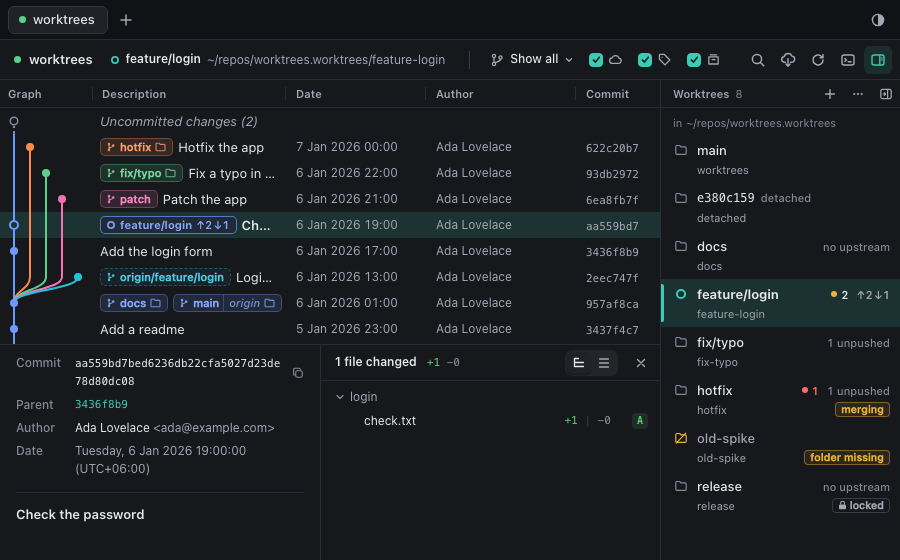 worktrees
worktrees feature/login ~/repos/worktrees.worktrees/feature-login Show all
Graph Description Date Author Commit
Uncommitted changes (2)
hotfix Hotfix the app 7 Jan 2026 00:00 Ada Lovelace 622c20b7
fix/typo Fix a typo in ... 6 Jan 2026 22:00 Ada Lovelace 93db2972
patch Patch the app 6 Jan 2026 21:00 Ada Lovelace 6ea8fb7f
feature/login ↑2↓1 Ch... 6 Jan 2026 19:00 Ada Lovelace aa559bd7
Add the login form 6 Jan 2026 17:00 Ada Lovelace 3436f8b9
origin/feature/login Logi... 6 Jan 2026 13:00 Ada Lovelace 2eec747f
docs main origin 6 Jan 2026 01:00 Ada Lovelace 957af8ca
Add a readme 5 Jan 2026 23:00 Ada Lovelace 3437f4c7
Commit aa559bd7bed6236db22cfa5027d23de
78d80dc08
Parent 3436f8b9
Author Ada Lovelace <ada@example.com>
Date Tuesday, 6 Jan 2026 19:00:00
(UTC+06:00)
Check the password
1 file changed +1 −0
login
check.txt +1 | −0 A
Worktrees 8
in ~/repos/worktrees.worktrees
main
worktrees
e380c159 detached
detached
docs no upstream
docs
feature/login 2 ↑2↓1
feature-login
fix/typo 1 unpushed
fix-typo
hotfix 1 1 unpushed
hotfix merging
old-spike
old-spike folder missing
release no upstream
release locked